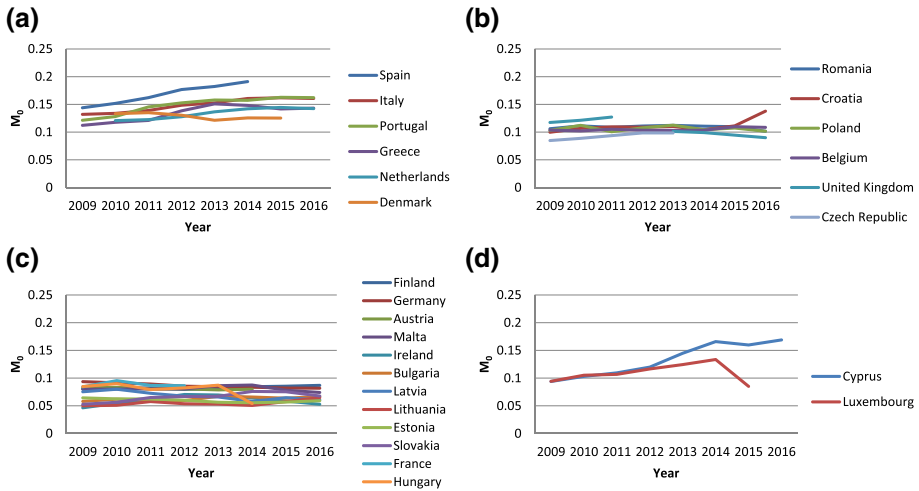 (a)
0.25
0.2
0.15
0.1
0.05
0
M0
2009 2010 2011 2012 2013 2014 2015 2016
Year
Spain
Italy
Portugal
Greece
Netherlands
Denmark
(b)
0.25
0.2
0.15
0.1
0.05
0
M0
2009 2010 2011 2012 2013 2014 2015 2016
Year
Romania
Croatia
Poland
Belgium
United Kingdom
Czech Republic
(c)
0.25
0.2
0.15
0.1
0.05
0
M0
2009 2010 2011 2012 2013 2014 2015 2016
Year
Finland
Germany
Austria
Malta
Ireland
Bulgaria
Latvia
Lithuania
Estonia
Slovakia
France
Hungary
(d)
0.25
0.2
0.15
0.1
0.05
0
M0
2009 2010 2011 2012 2013 2014 2015 2016
Year
Cyprus
Luxembourg